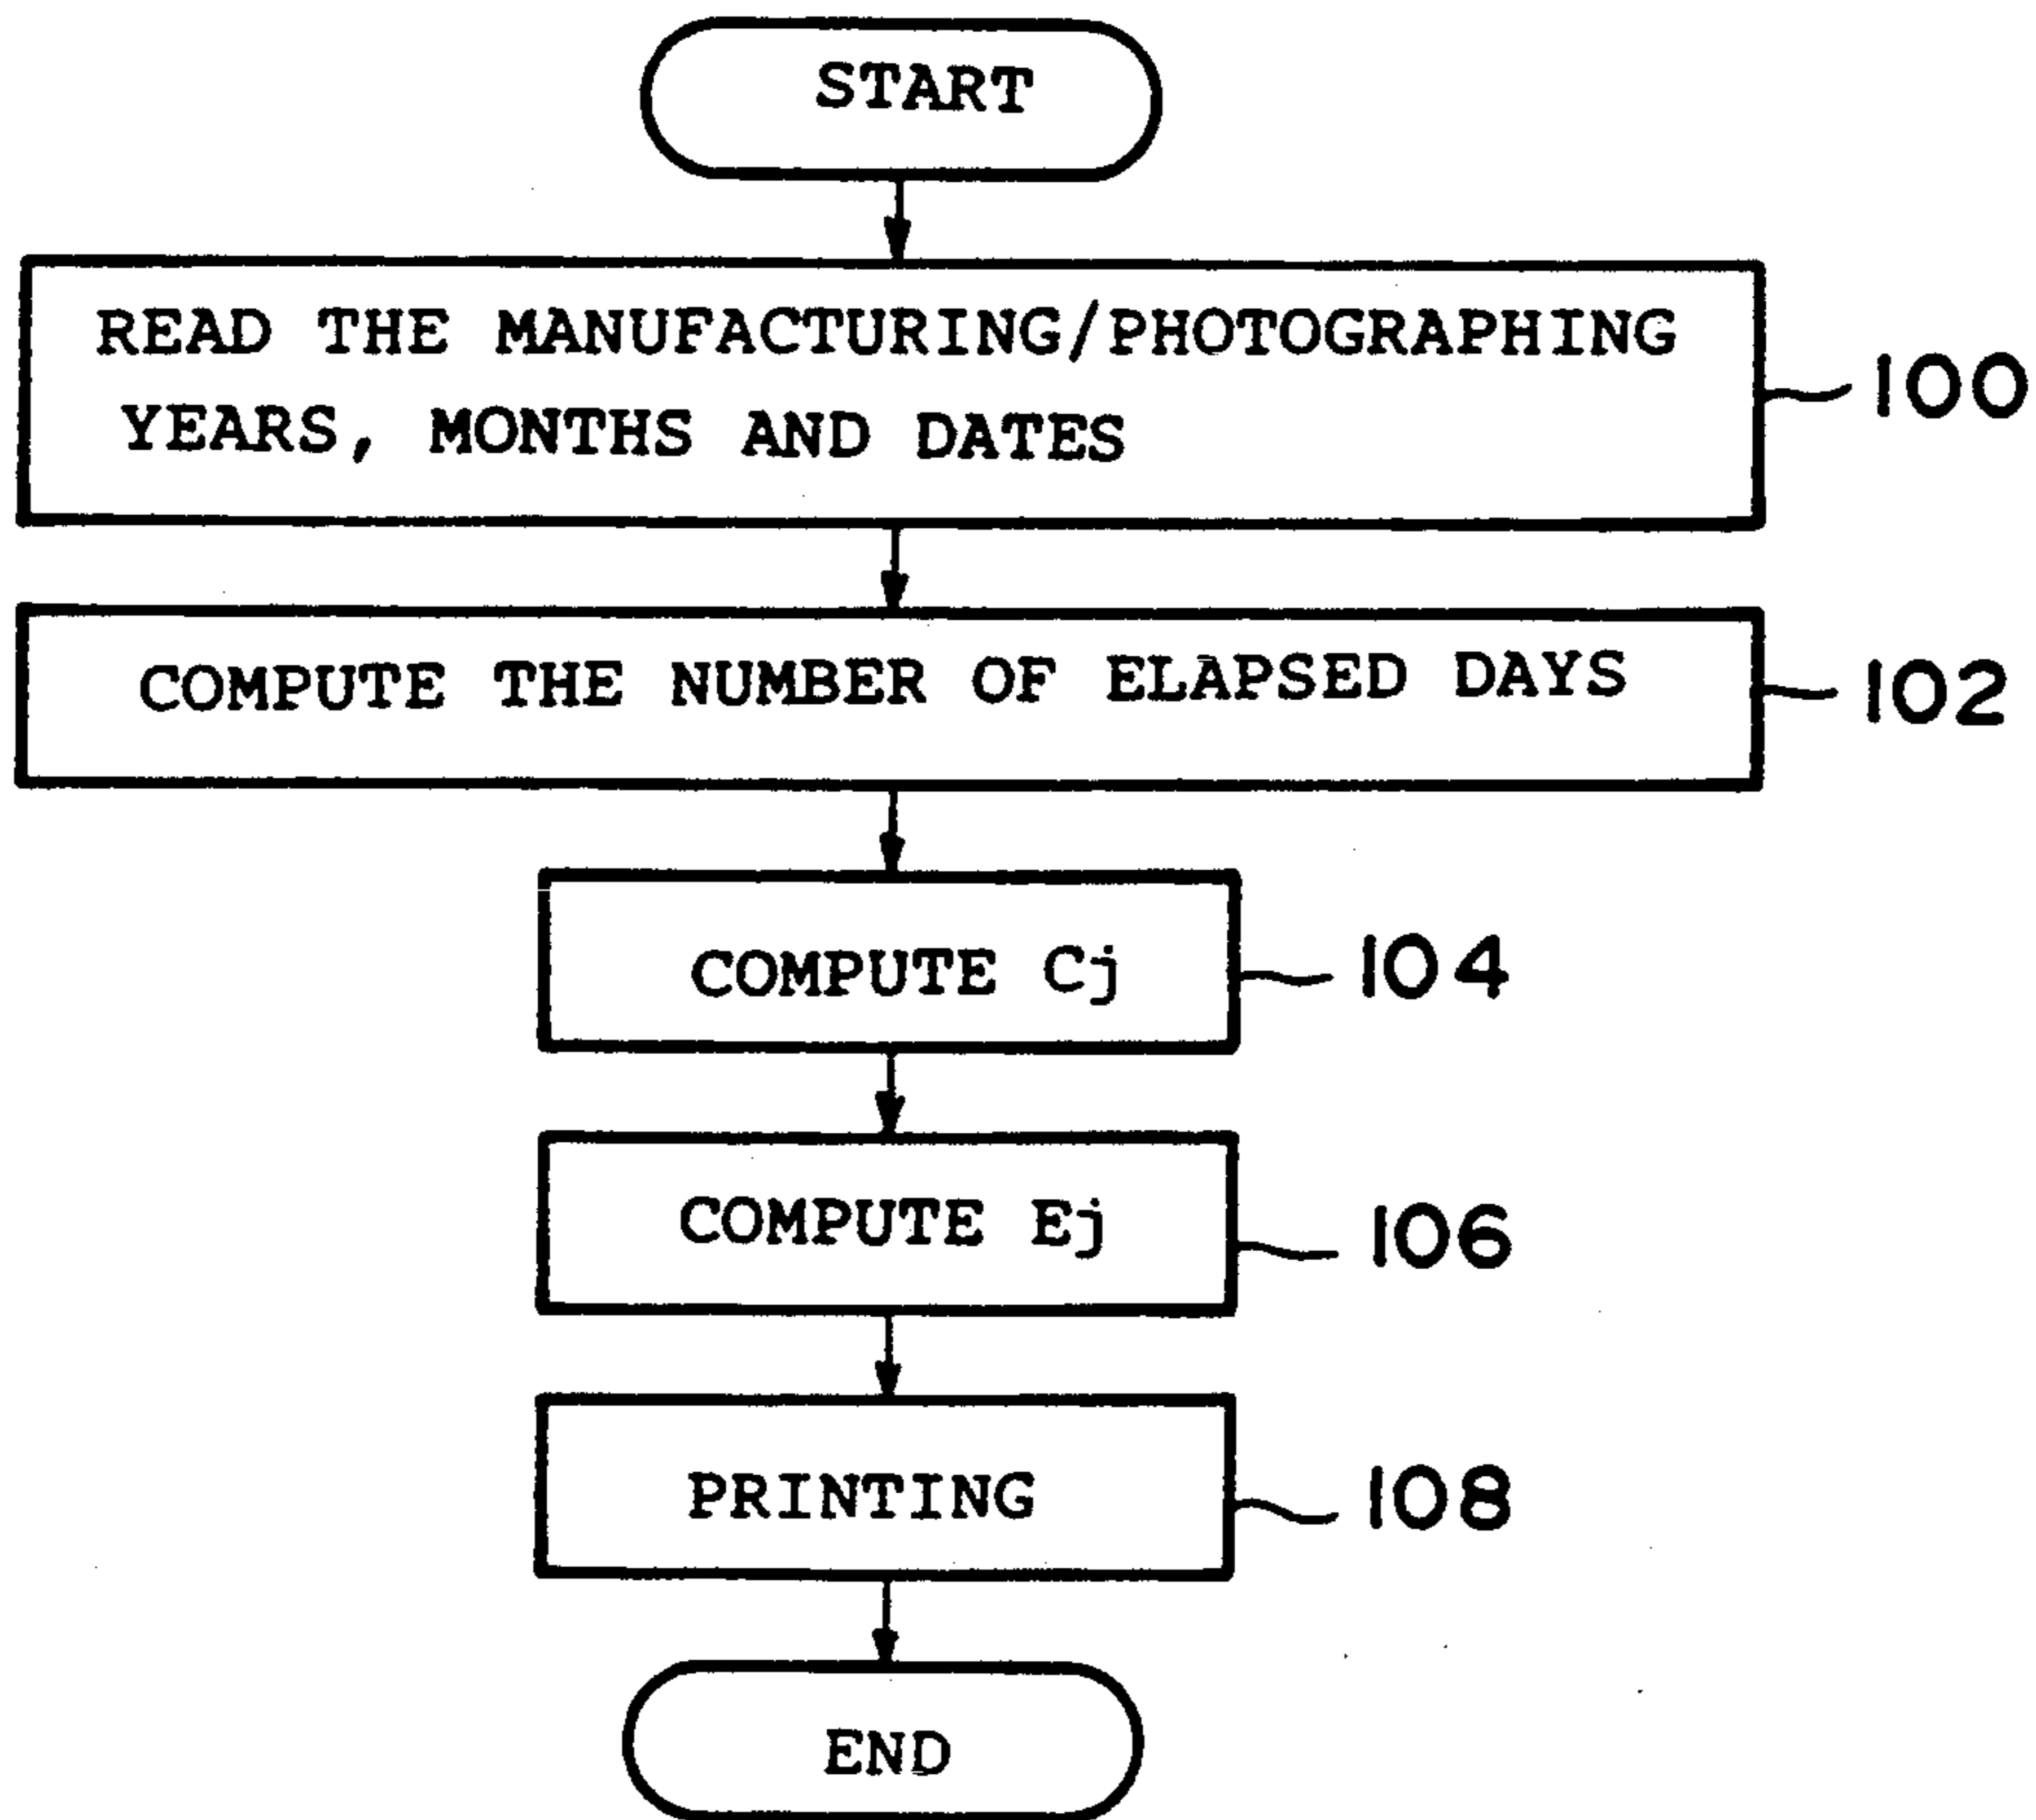 START
READ THE MANUFACTURING/PHOTOGRAPHING
YEARS, MONTHS AND DATES
100
COMPUTE THE NUMBER OF ELAPSED DAYS
102
COMPUTE Cj
104
COMPUTE Ej
106
PRINTING
108
END